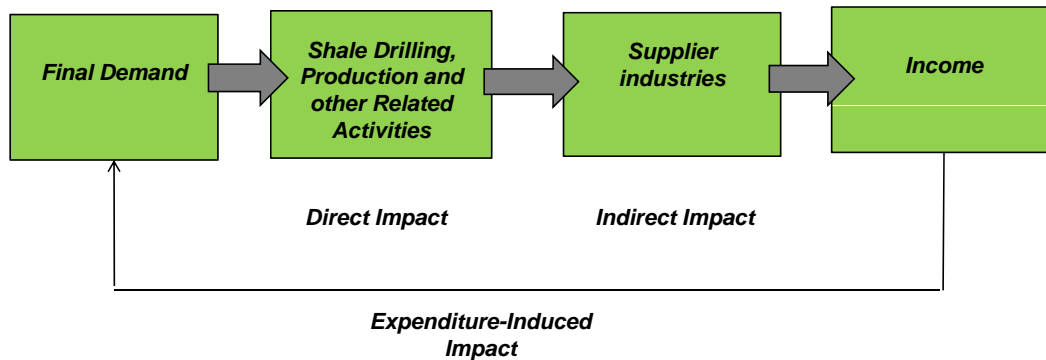 Final Demand
Shale Drilling,
Production and
other Related
Activities
Supplier
industries
Income
Direct Impact
Indirect Impact
Expenditure-Induced
Impact